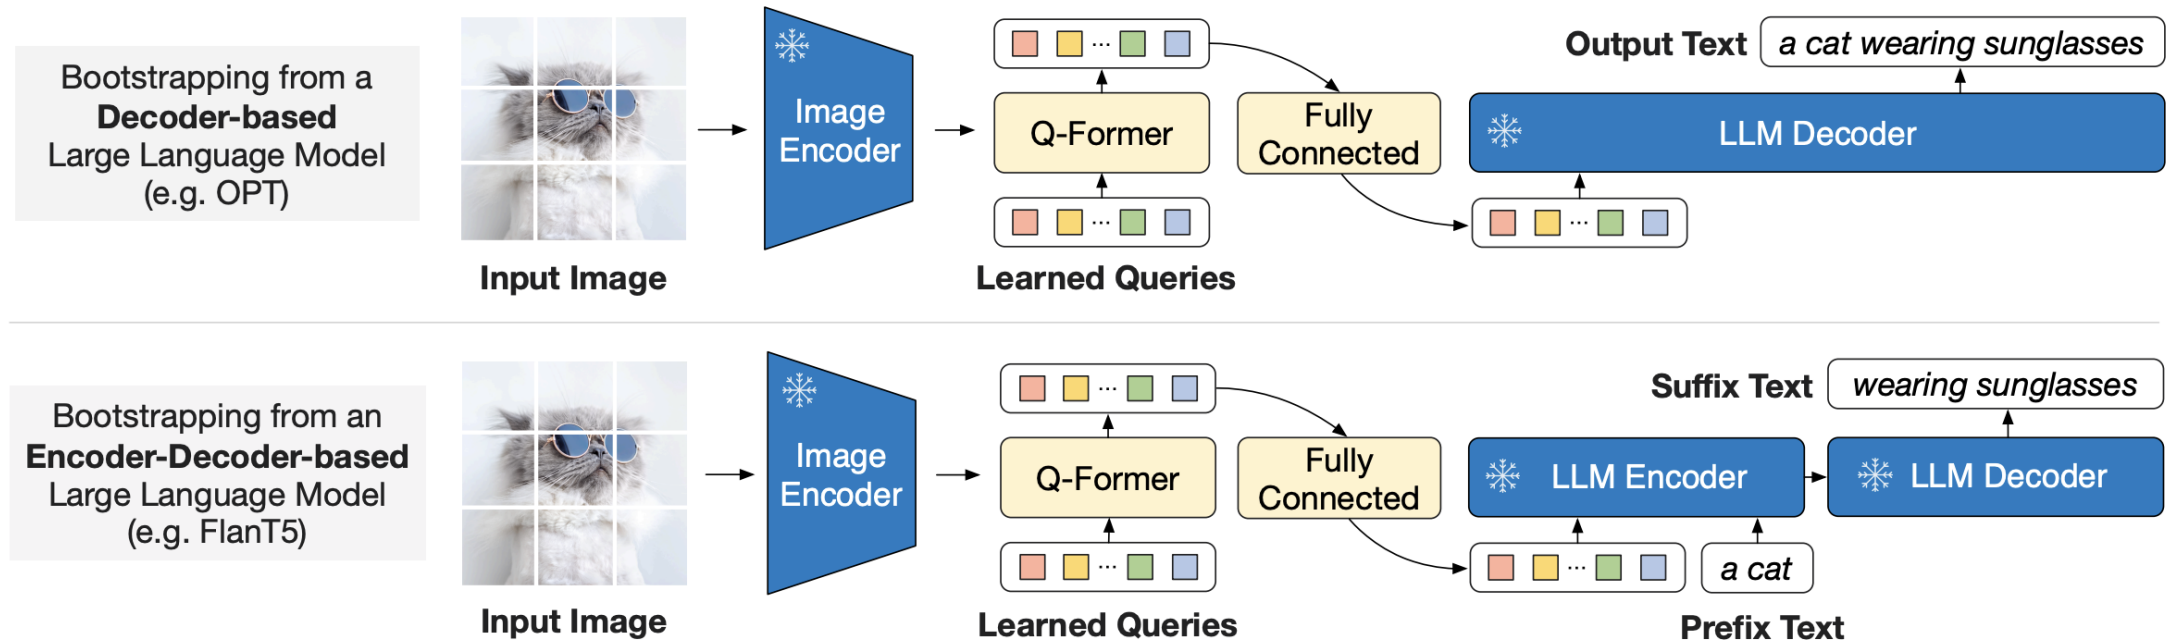 Bootstrapping from a
Decoder-based
Large Language Model
(e.g. OPT)
Input Image
Image
Encoder
Q-Former
Learned Queries
Fully
Connected
Output Text
a cat wearing sunglasses
LLM Decoder
Bootstrapping from an
Encoder-Decoder-based
Large Language Model
(e.g. FlanT5)
Input Image
Image
Encoder
Q-Former
Learned Queries
Fully
Connected
Suffix Text
wearing sunglasses
LLM Encoder
LLM Decoder
a cat
Prefix Text